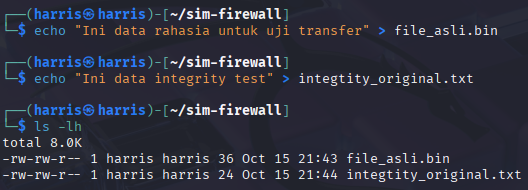 ┌──(harris㉿harris)-[~/sim-firewall]
└─$ echo "Ini data rahasia untuk uji transfer" > file_asli.bin
┌──(harris㉿harris)-[~/sim-firewall]
└─$ echo "Ini data integrity test" > integtity_original.txt
┌──(harris㉿harris)-[~/sim-firewall]
└─$ ls -lh
total 8.0K
-rw-rw-r-- 1 harris harris 36 Oct 15 21:43 file_asli.bin
-rw-rw-r-- 1 harris harris 24 Oct 15 21:44 integtity_original.txt